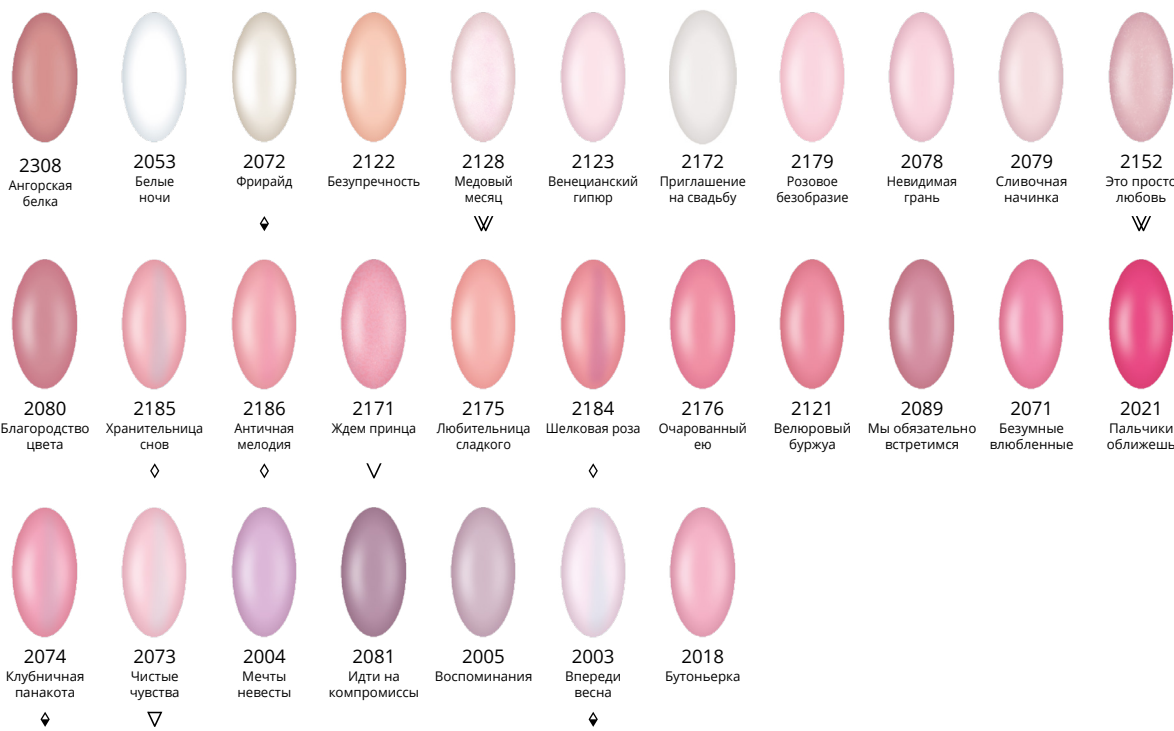 2308 2053 2072 2122 2128 2123 2172 2179 2078 2079 2152
Ангорская Белые Фрирайд Безупречность Медовый Венецианский Приглашение Розовое Невидимая Сливочная Это просто
белка ночи месяц гипюр на свадьбу безобразие грань начинка любовь
2080 2185 2186 2171 2175 2184 2176 2121 2089 2071 2021
Благородство Хранительница Античная Ждем принца Любительница Шелковая роза Очарованный Велюровый Мы обязательно Безумные Пальчики
цвета снов мелодия сладкого ею буржуа встретимся влюбленные оближешь
2074 2073 2004 2081 2005 2003 2018
Клубничная Чистые Мечты Идти на Воспоминания Впереди Бутоньерка
панакота чувства невесты компромиссы весна